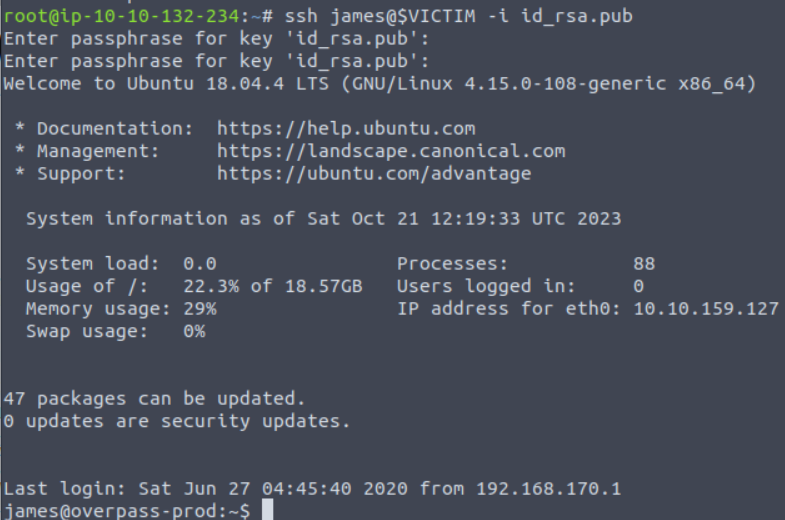 root@ip-10-10-132-234:~# ssh james@$VICTIM -i id_rsa.pub
Enter passphrase for key 'id_rsa.pub':
Enter passphrase for key 'id_rsa.pub':
Welcome to Ubuntu 18.04.4 LTS (GNU/Linux 4.15.0-108-generic x86_64)
* Documentation:  https://help.ubuntu.com
* Management:     https://landscape.canonical.com
* Support:        https://ubuntu.com/advantage
System information as of Sat Oct 21 12:19:33 UTC 2023
System load:  0.0                Processes:           88
Usage of /:   22.3% of 18.57GB   Users logged in:     0
Memory usage: 29%                IP address for eth0: 10.10.159.127
Swap usage:   0%
47 packages can be updated.
0 updates are security updates.
Last login: Sat Jun 27 04:45:40 2020 from 192.168.170.1
james@overpass-prod:~$